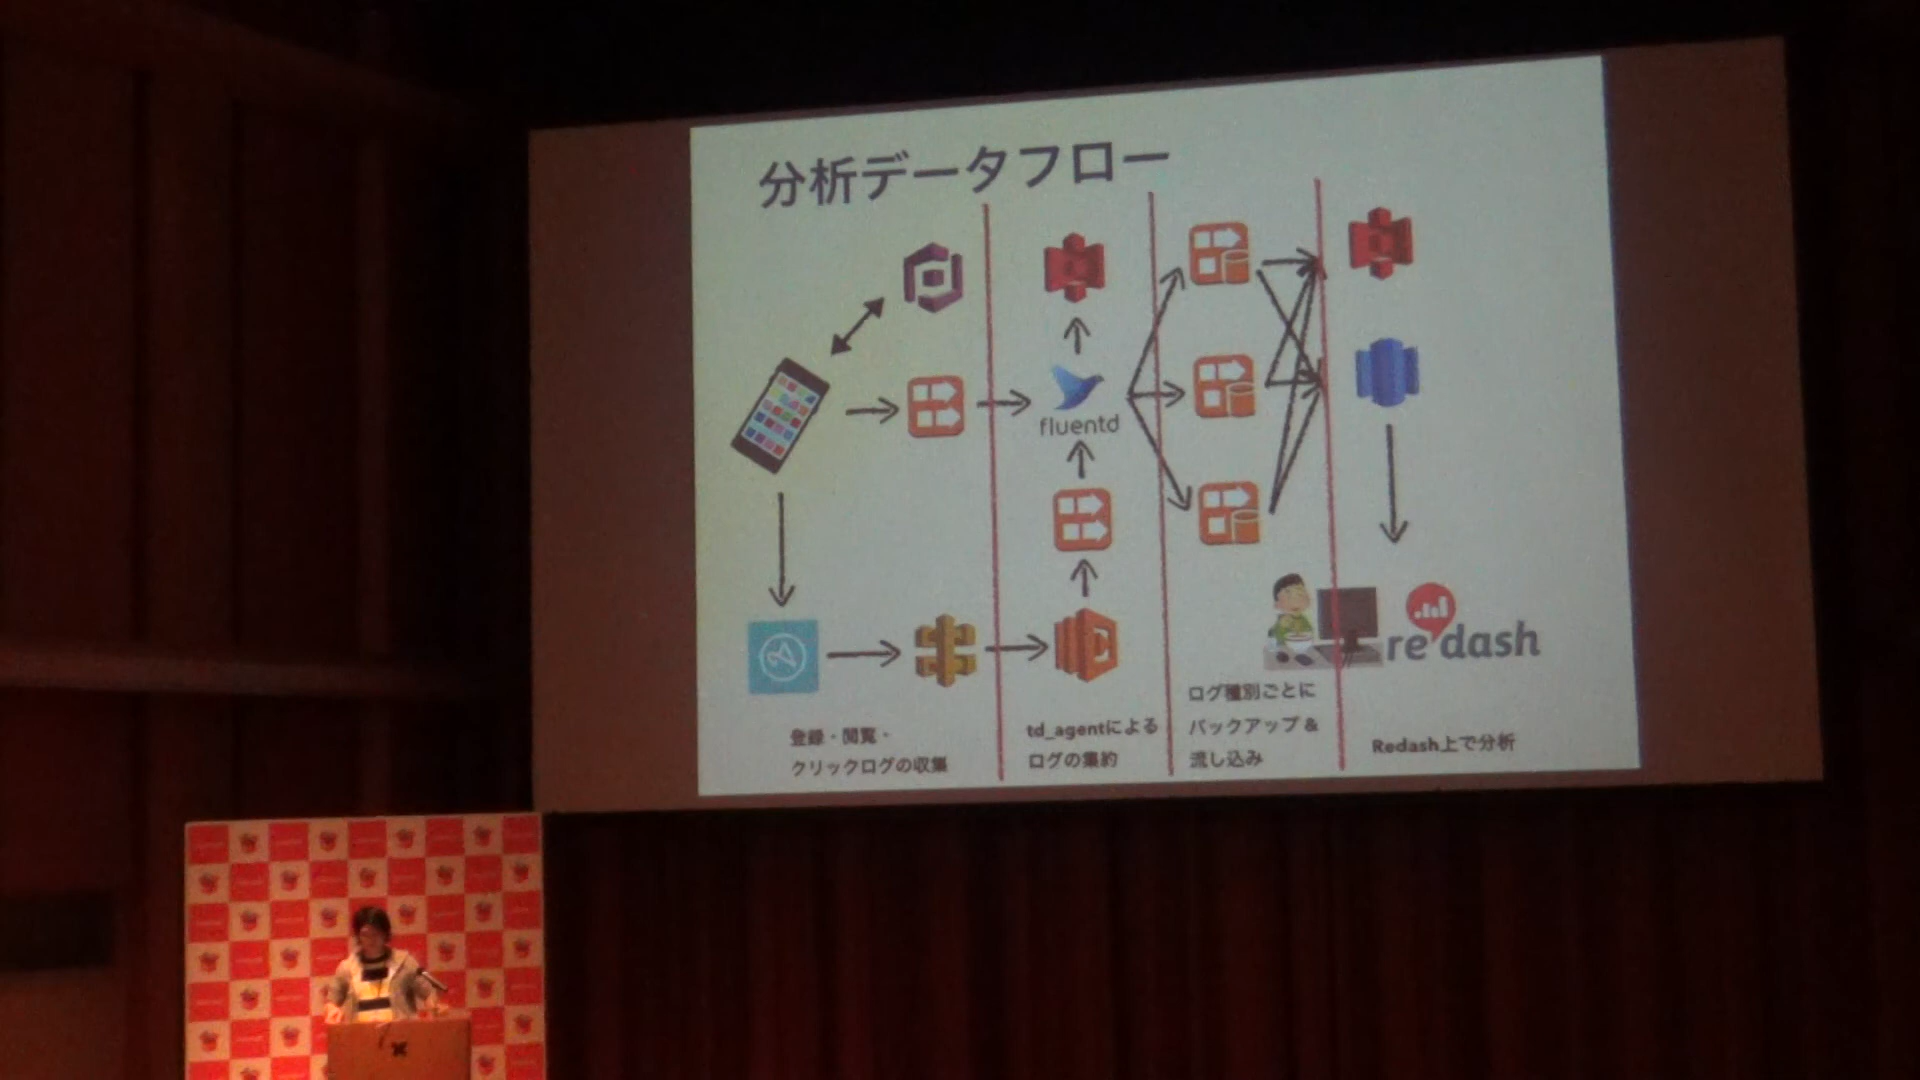 分析データフロー
fluentd
re dash
登録・閲覧・
クリックログの収集
td_agentによる
ログの集約
ログ種別ごとに
バックアップ &
流し込み
Redash上で分析